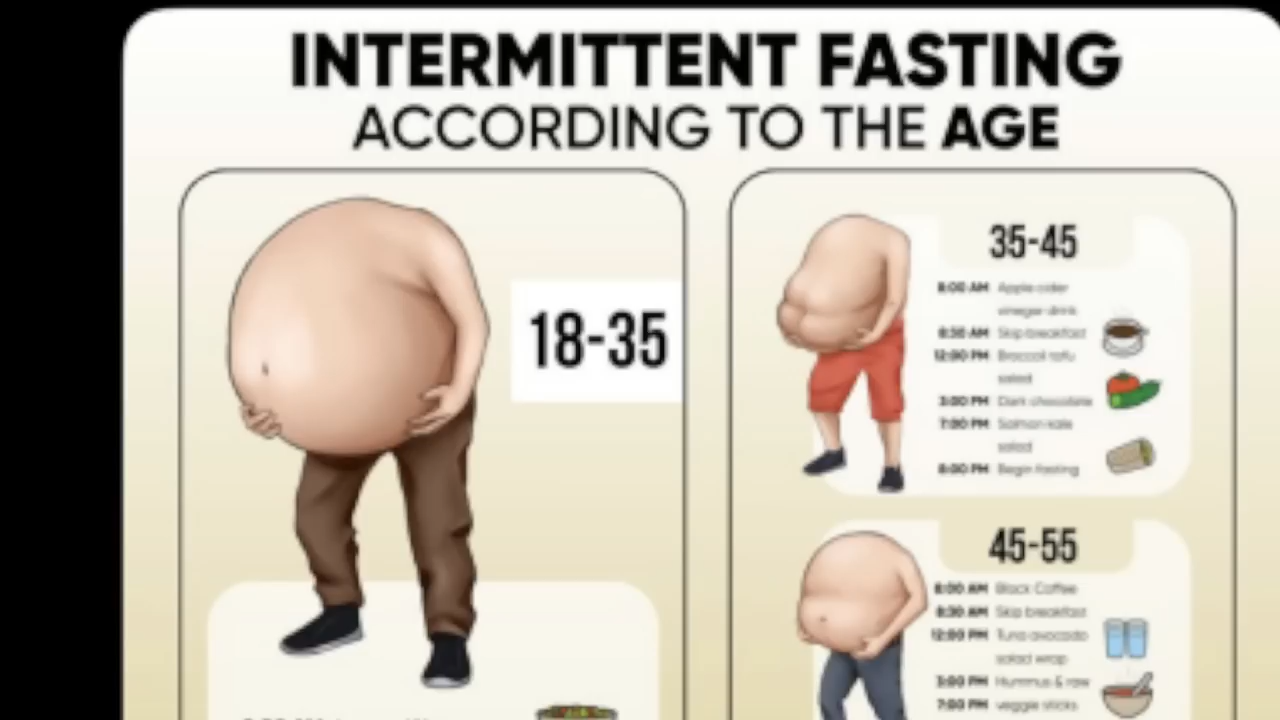 INTERMITTENT FASTING
ACCORDING TO THE AGE
18-35
35-45
8:00 AM Apple cider
vinegar drink
8:30 AM Skip breakfast
12:00 PM Broccoli tofu
salad
3:00 PM Dark chocolate
7:00 PM Salmon kale
salad
8:00 PM Begin fasting
45-55
8:00 AM Black Coffee
8:30 AM Skip breakfast
12:00 PM Tuna avocado
salad wrap
3:00 PM Hummus & raw
7:00 PM veggie sticks